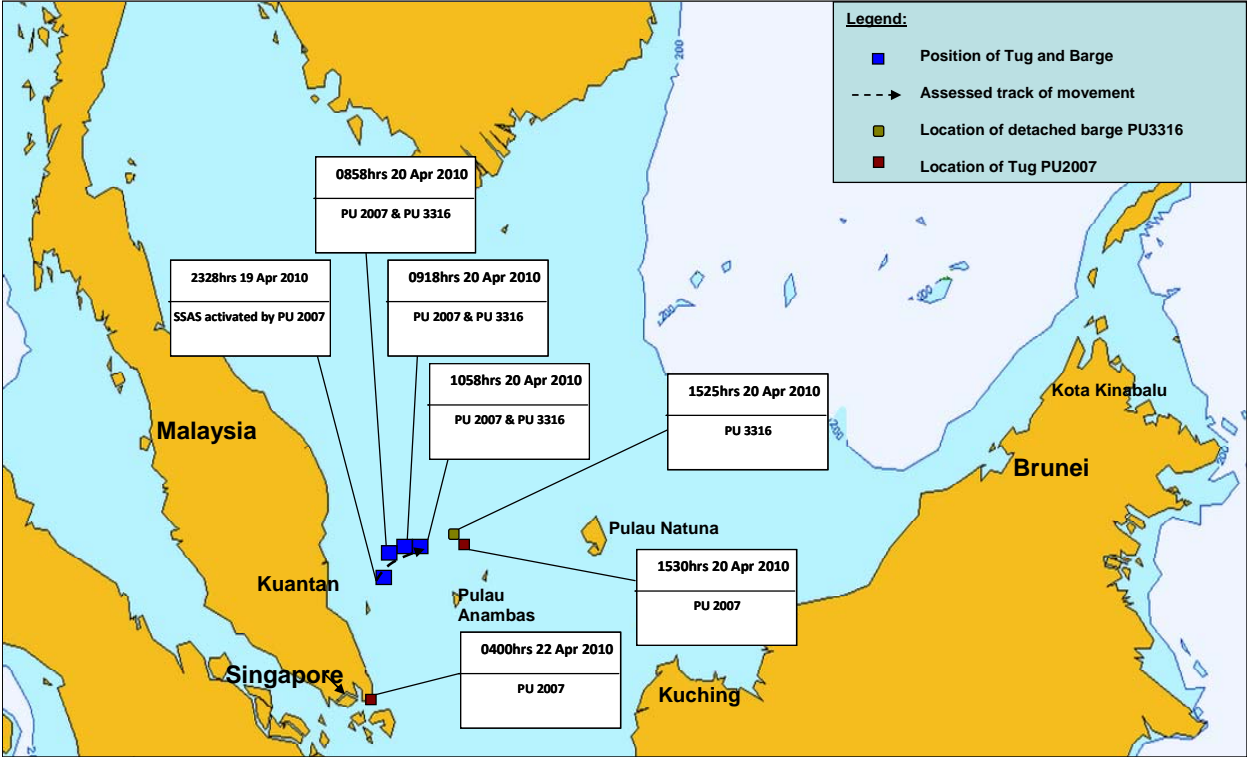 Legend:
Position of Tug and Barge
Assessed track of movement
Location of detached barge PU3316
Location of Tug PU2007
200
0858hrs 20 Apr 2010
PU 2007 & PU 3316
2328hrs 19 Apr 2010
SSAS activated by PU 2007
0918hrs 20 Apr 2010
PU 2007 & PU 3316
200
200
1058hrs 20 Apr 2010
PU 2007 & PU 3316
1525hrs 20 Apr 2010
PU 3316
Kota Kinabalu
Malaysia
200
200
Brunei
Pulau Natuna
Kuantan
1530hrs 20 Apr 2010
PU 2007
Pulau
Anambas
0400hrs 22 Apr 2010
PU 2007
Singapore
Kuching